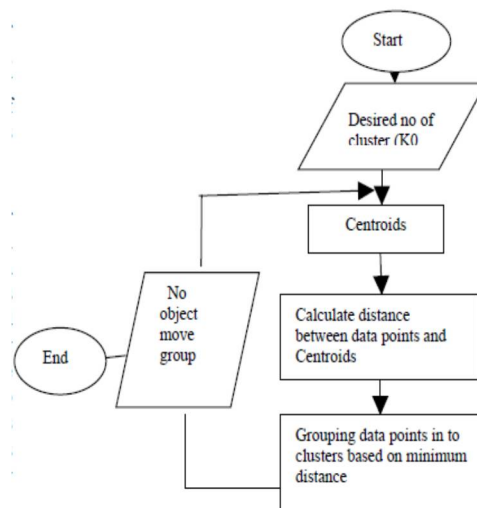 Start
Desired no of
cluster (K0
Centroids
Calculate distance
between data points and
Centroids
Grouping data points in to
clusters based on minimum
distance
No
object
move
group
End